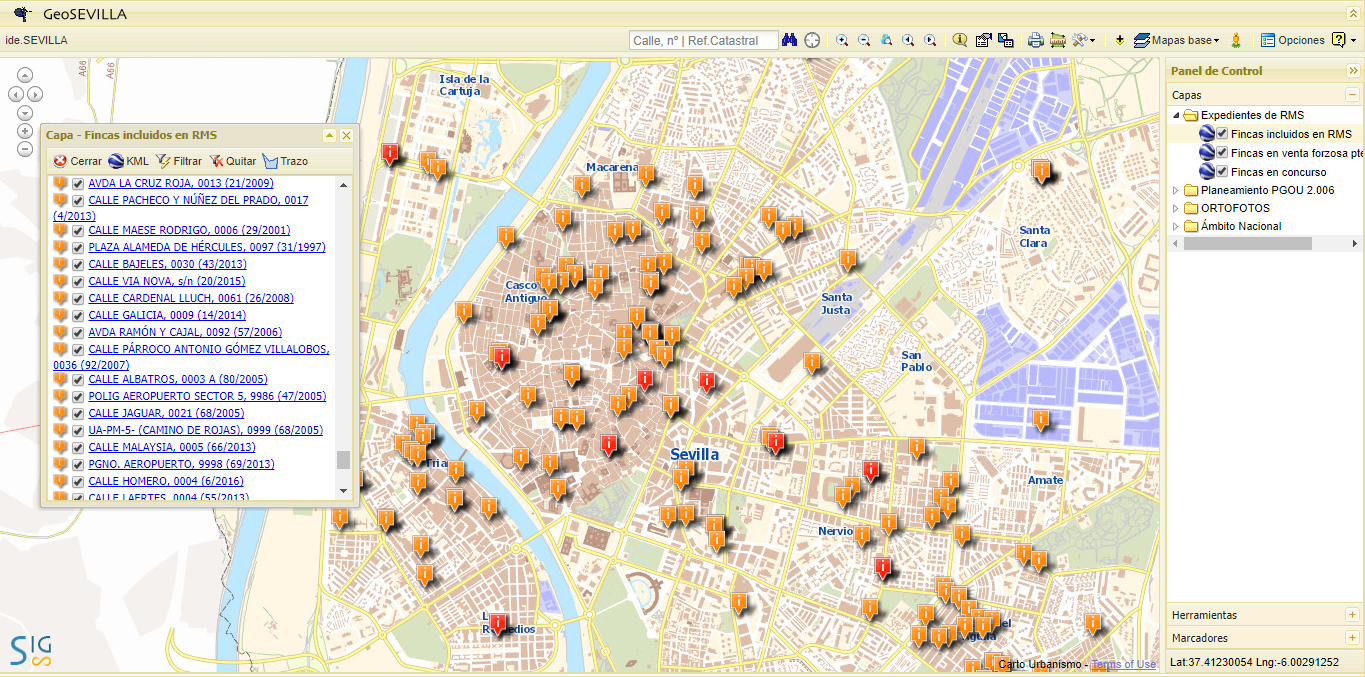 GeoSEVILLA
ide.SEVILLA
Calle, nº | Ref.Catastral
Mapas base
Opciones
Capa - Fincas incluidos en RMS
Cerrar KML Filtrar Quitar Trazo
AVDA LA CRUZ ROJA, 0013 (21/2009)
CALLE PACHECO Y NÚÑEZ DEL PRADO, 0017
(4/2013)
CALLE MAESE RODRIGO, 0006 (29/2001)
PLAZA ALAMEDA DE HÉRCULES, 0097 (31/1997)
CALLE BAJELES, 0030 (43/2013)
CALLE VIA NOVA, s/n (20/2015)
CALLE CARDENAL LLUCH, 0061 (26/2008)
CALLE GALICIA, 0009 (14/2014)
AVDA RAMÓN Y CAJAL, 0092 (57/2006)
CALLE PÁRROCO ANTONIO GÓMEZ VILLALOBOS,
0036 (92/2007)
CALLE ALBATROS, 0003 A (80/2005)
POLIG AEROPUERTO SECTOR 5, 9986 (47/2005)
CALLE JAGUAR, 0021 (68/2005)
UA-PM-5- (CAMINO DE ROJAS), 0999 (68/2005)
CALLE MALAYSIA, 0005 (66/2013)
PGNO. AEROPUERTO, 9998 (69/2013)
CALLE HOMERO, 0004 (6/2016)
CALLE LAERTES, 0004 (55/2013)
A66
A66
Isla de la
Cartuja
Macarena
Casco
Antiguo
Santa
Clara
Santa
Justa
San
Pablo
Sevilla
Amate
Nervio
Carto Urbanismo - Terms of Use
SIG
Panel de Control
Capas
Expedientes de RMS
Fincas incluidos en RMS
Fincas en venta forzosa pte
Fincas en concurso
Planeamiento PGOU 2.006
ORTOFOTOS
Ámbito Nacional
Herramientas
Marcadores
Lat:37.41230054 Lng:-6.00291252